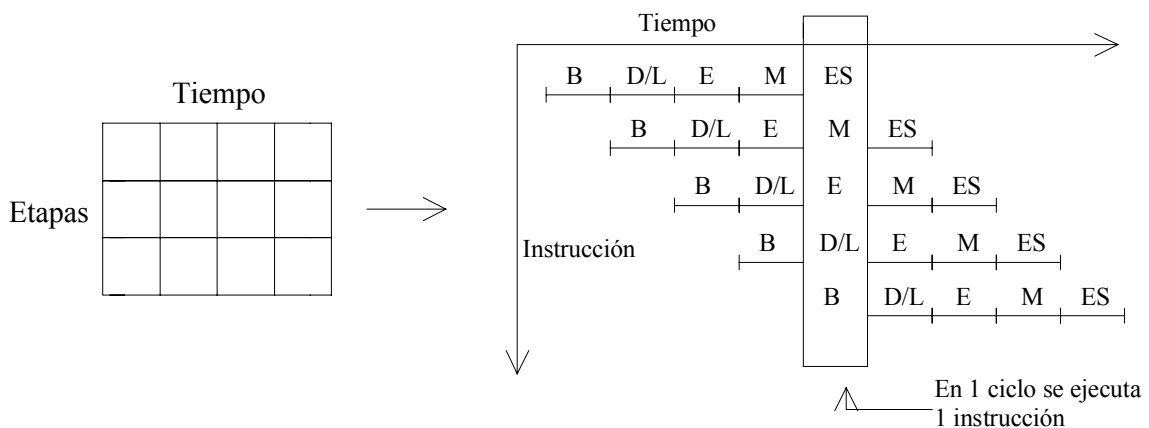 Tiempo
Etapas
Tiempo
Instrucción
B D/L E M ES
B D/L E M ES
B D/L E M ES
B D/L E M ES
B D/L E M ES
En 1 ciclo se ejecuta
1 instrucción